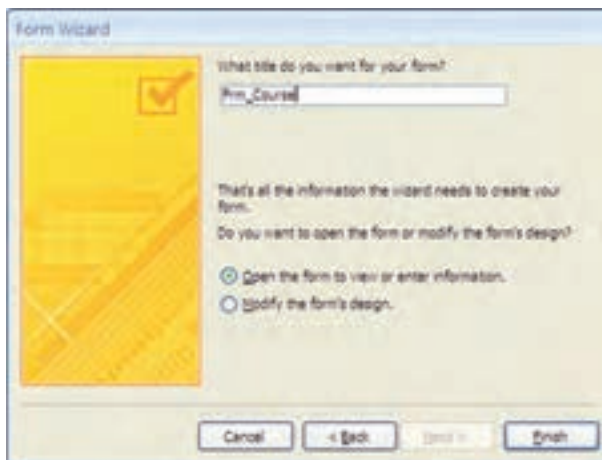 Form Wizard
What title do you want for your form?
Frm_Course
That's all the information the wizard needs to create your
form.
Do you want to open the form or modify the form's design?
Open the form to view or enter information.
Modify the form's design.
Cancel
< Back
Next >
Finish